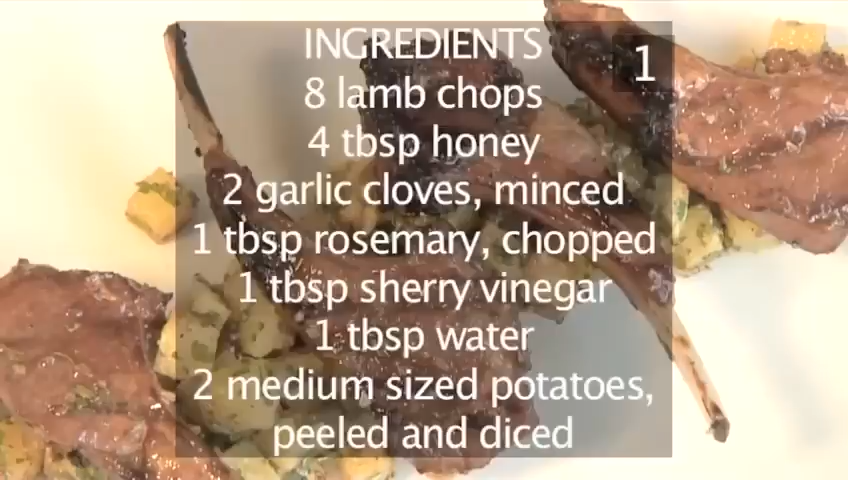 INGREDIENTS
1
8 lamb chops
4 tbsp honey
2 garlic cloves, minced
1 tbsp rosemary, chopped
1 tbsp sherry vinegar
1 tbsp water
2 medium sized potatoes,
peeled and diced